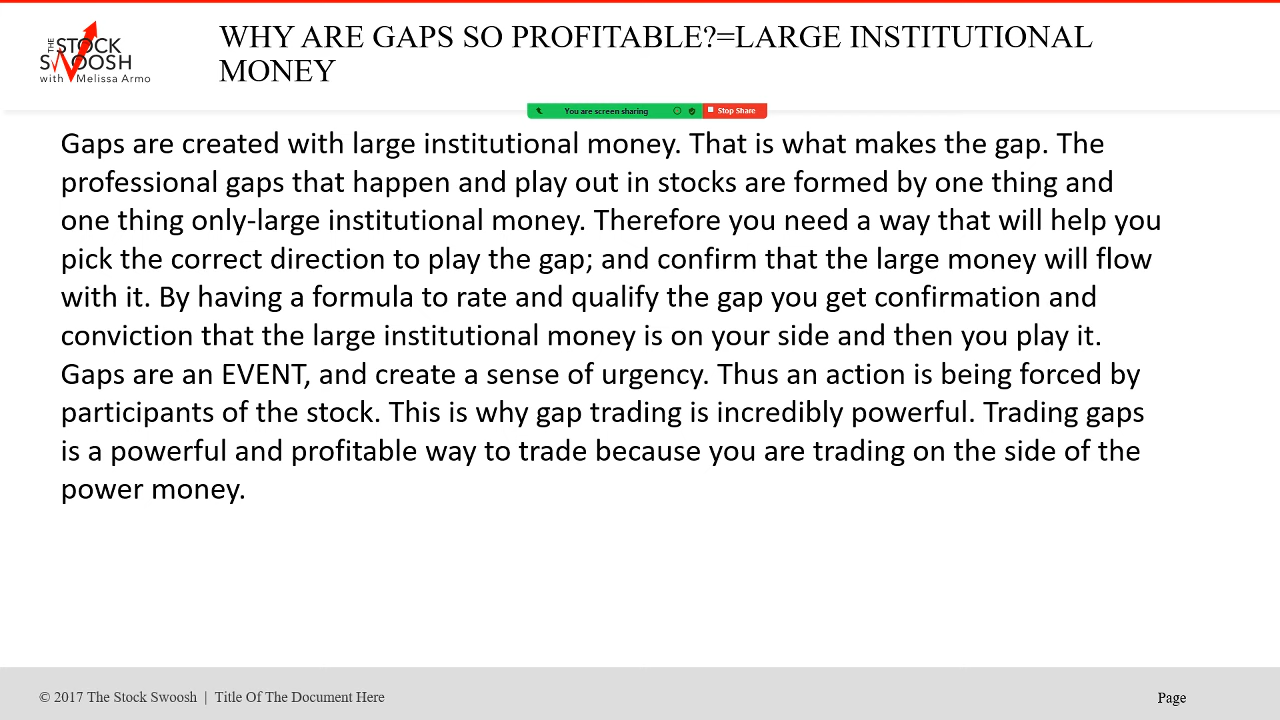 THE
STOCK
SWOOSH
with Melissa Armo
WHY ARE GAPS SO PROFITABLE?=LARGE INSTITUTIONAL
MONEY
You are screen sharing
Stop Share
Gaps are created with large institutional money. That is what makes the gap. The
professional gaps that happen and play out in stocks are formed by one thing and
one thing only-large institutional money. Therefore you need a way that will help you
pick the correct direction to play the gap; and confirm that the large money will flow
with it. By having a formula to rate and qualify the gap you get confirmation and
conviction that the large institutional money is on your side and then you play it.
Gaps are an EVENT, and create a sense of urgency. Thus an action is being forced by
participants of the stock. This is why gap trading is incredibly powerful. Trading gaps
is a powerful and profitable way to trade because you are trading on the side of the
power money.
© 2017 The Stock Swoosh | Title Of The Document Here
Page